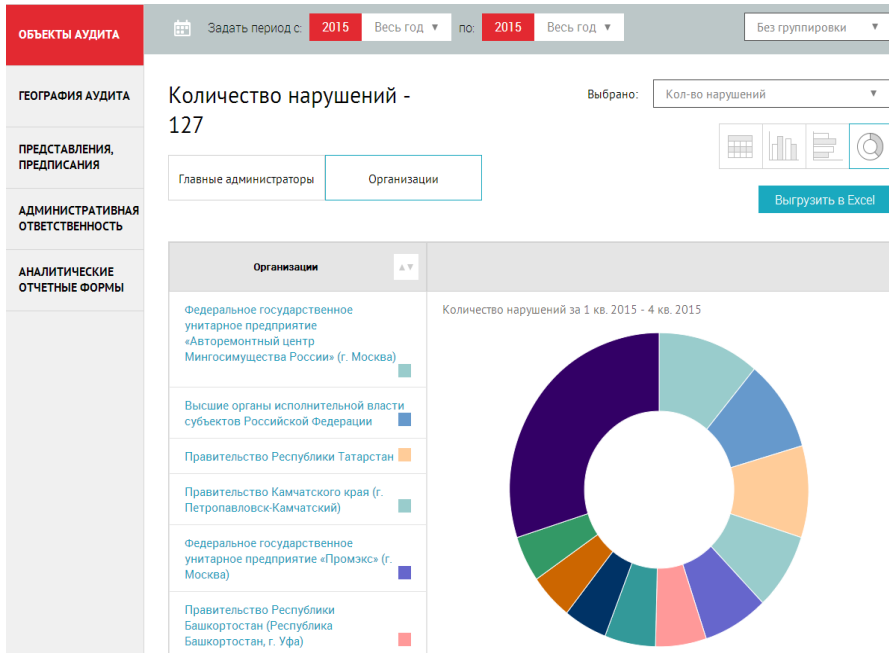 ОБЪЕКТЫ АУДИТА
Задать период с: 2015 Весь год ▼ по: 2015 Весь год ▼
Без группировки ▼
ГЕОГРАФИЯ АУДИТА
ПРЕДСТАВЛЕНИЯ,
ПРЕДПИСАНИЯ
АДМИНИСТРАТИВНАЯ
ОТВЕТСТВЕННОСТЬ
АНАЛИТИЧЕСКИЕ
ОТЧЕТНЫЕ ФОРМЫ
Количество нарушений -
127
Выбрано: Кол-во нарушений ▼
Главные администраторы
Организации
Выгрузить в Excel
Организации
Федеральное государственное
унитарное предприятие
«Авторемонтный центр
Мингосимущества России» (г. Москва)
Высшие органы исполнительной власти
субъектов Российской Федерации
Правительство Республики Татарстан
Правительство Камчатского края (г.
Петропавловск-Камчатский)
Федеральное государственное
унитарное предприятие «Промэкс» (г.
Москва)
Правительство Республики
Башкортостан (Республика
Башкортостан, г. Уфа)
Количество нарушений за 1 кв. 2015 - 4 кв. 2015